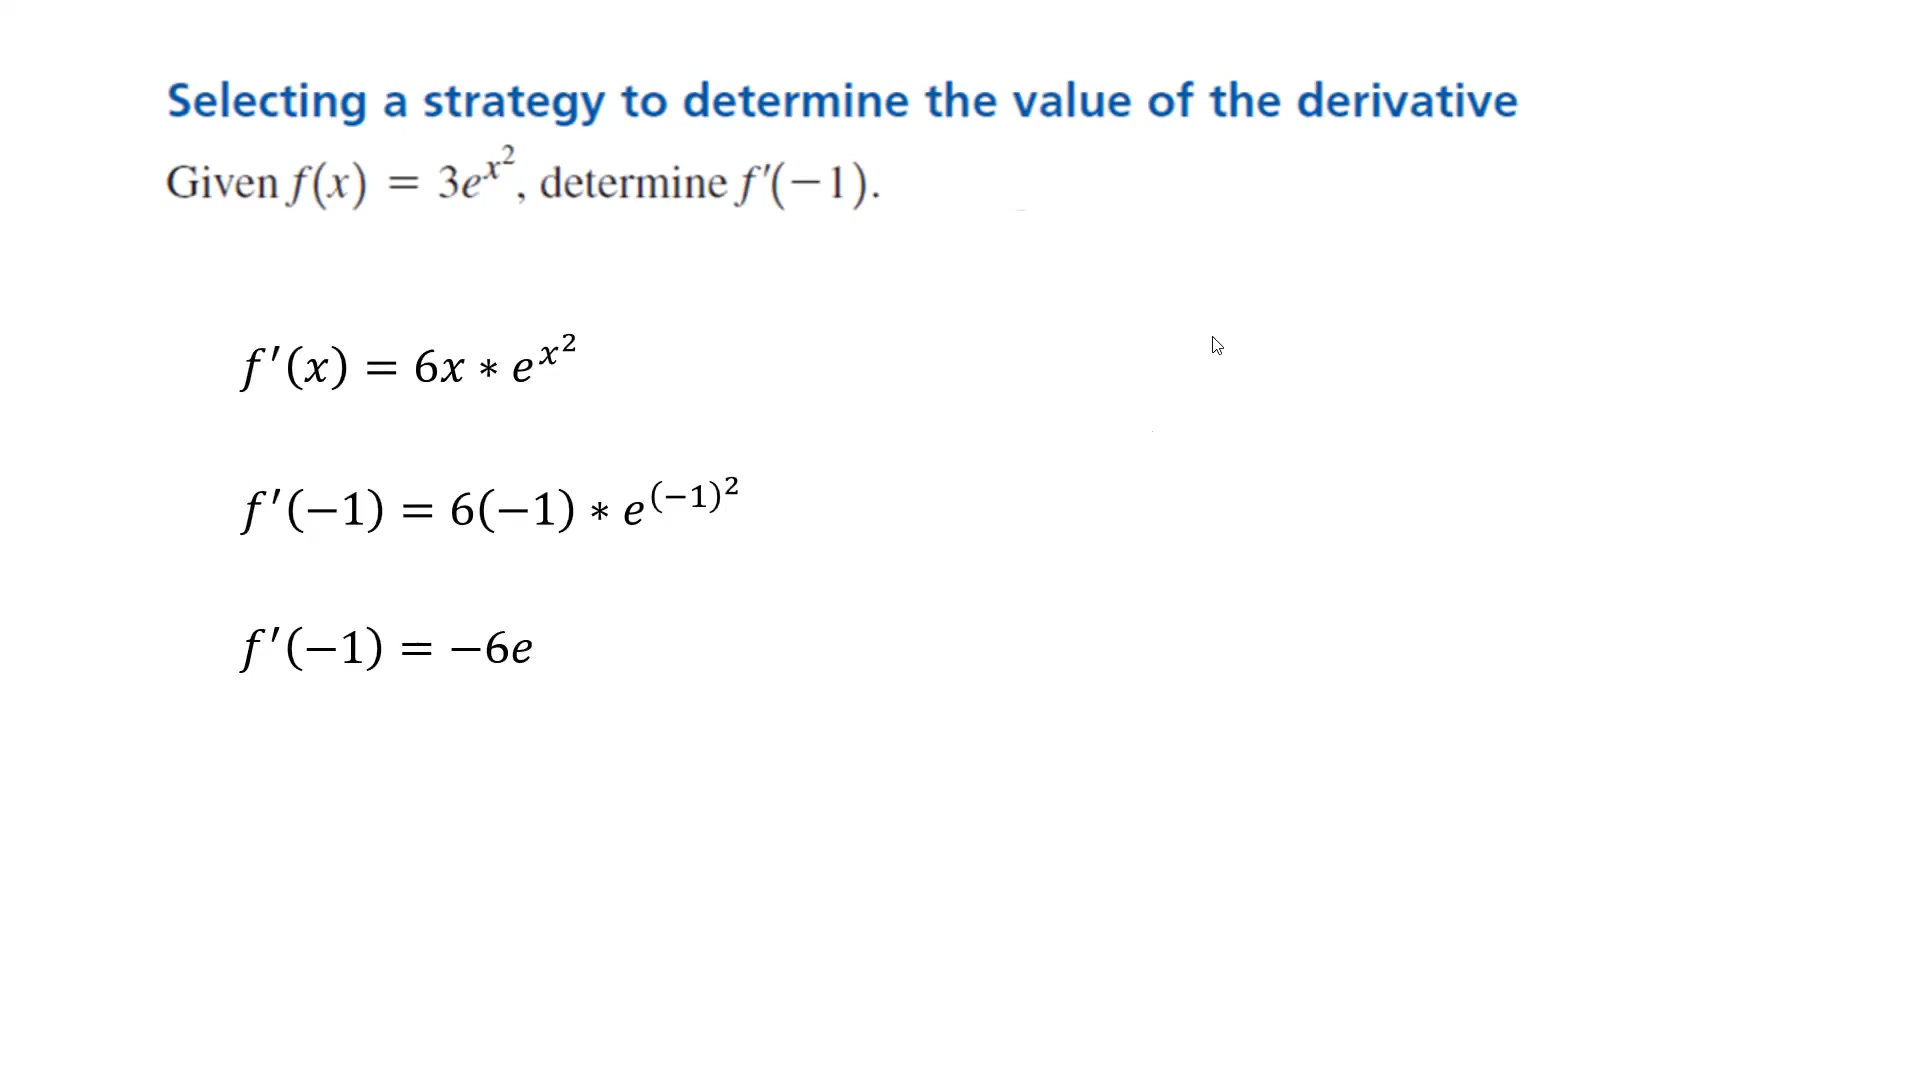 Selecting a strategy to determine the value of the derivative
Given f(x) = 3e^{x^2}, determine f′(−1).
f′(x) = 6x ∗ e^{x^2}
f′(−1) = 6(−1) ∗ e^{(−1)^2}
f′(−1) = −6e